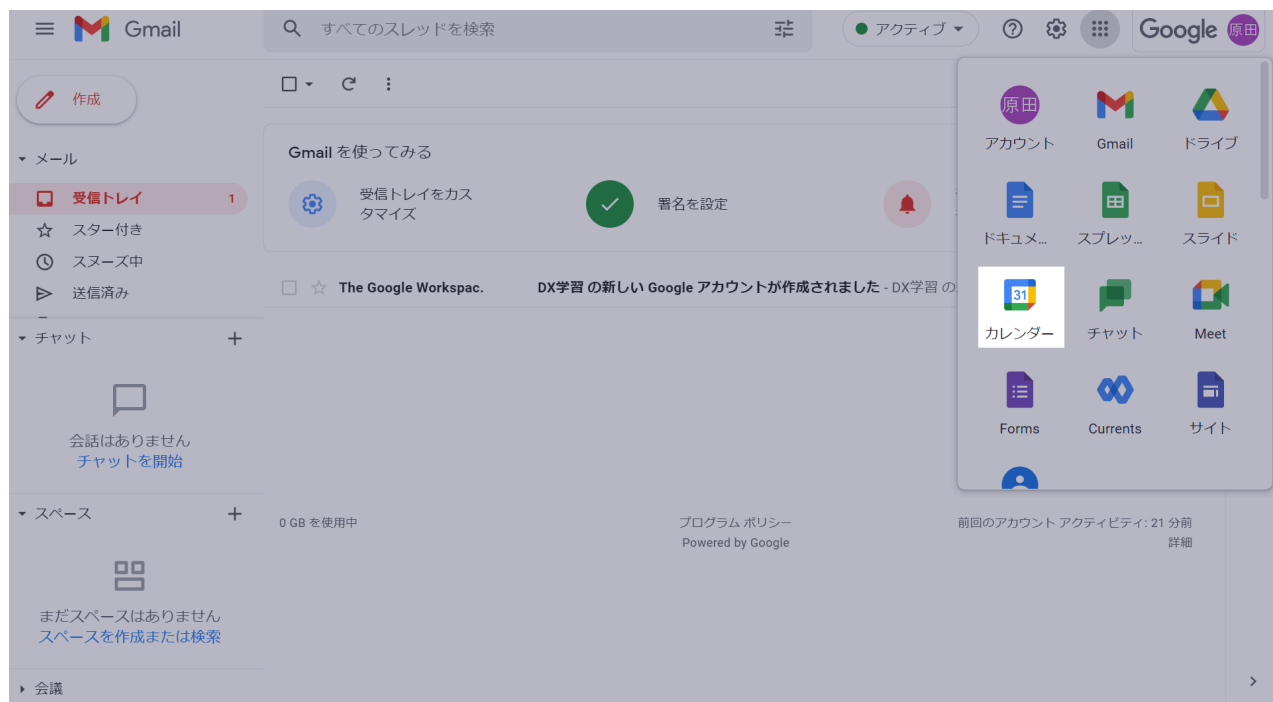 Gmail
すべてのスレッドを検索
アクティブ
Google
原田
作成
メール
受信トレイ 1
スター付き
スヌーズ中
送信済み
チャット
会話はありません
チャットを開始
スペース
まだスペースはありません
スペースを作成または検索
会議
Gmail を使ってみる
受信トレイをカス
タマイズ
署名を設定
The Google Workspac. DX学習 の新しい Google アカウントが作成されました - DX学習 の
0 GB を使用中
プログラム ポリシー
Powered by Google
前回のアカウント アクティビティ: 21 分前
詳細
原田
アカウント Gmail ドライブ
ドキュメ... スプレッ... スライド
31
カレンダー チャット Meet
Forms Currents サイト